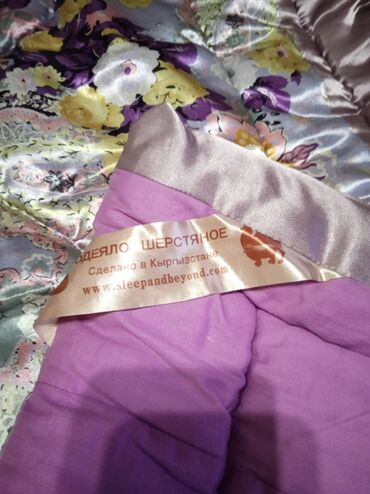 ОДЕЯЛО ШЕРСТЯНОЕ
Сделано в Кыргызстане
www.sleepandbeyond.com